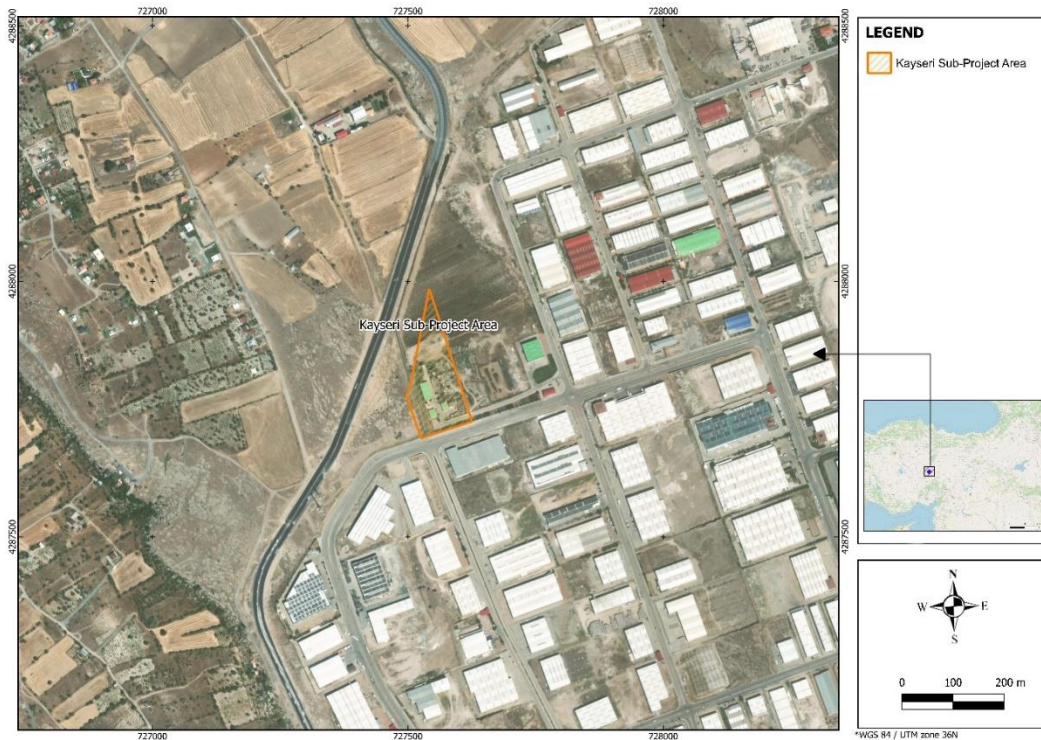 727000
727500
728000
4288500
4288500
LEGEND
Kayseri Sub-Project Area
4288000
4288000
Kayseri Sub-Project Area
4287500
4287500
N
W
E
S
0 100 200 m
727000
727500
728000
*WGS 84 / UTM zone 36N